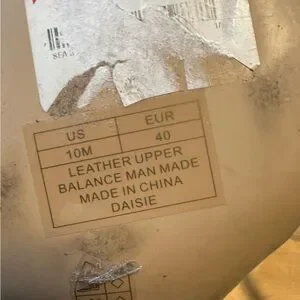 US EUR
10M 40
LEATHER UPPER
BALANCE MAN MADE
MADE IN CHINA
DAISIE